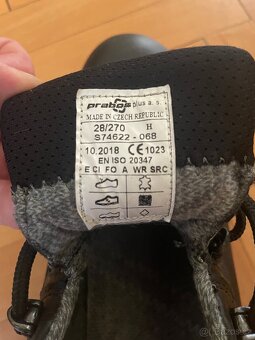 prabos plus a. s.
MADE IN CZECH REPUBLIC
28/270 H
S74622 - 068
10.2018 CE 1023
EN ISO 20347
E CI FO A WR SRC